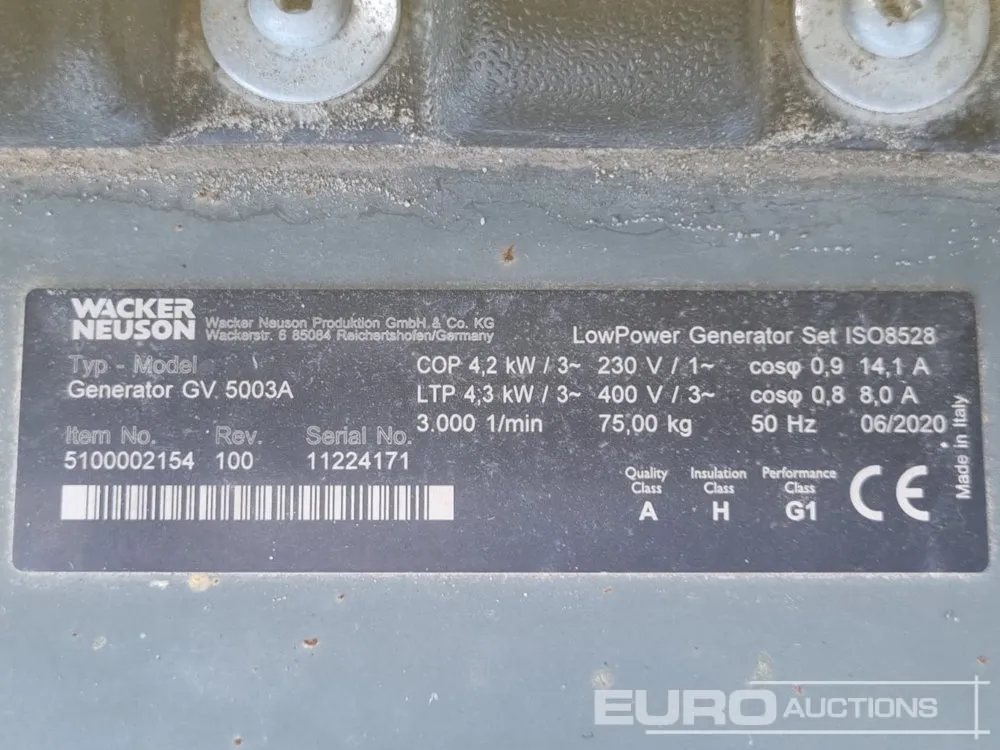 WACKER
NEUSON
Wacker Neuson Produktion GmbH & Co. KG
Wackerstr. 6 85084 Reichertshofen/Germany
LowPower Generator Set ISO8528
Typ - Model
Generator GV 5003A
COP 4,2 kW / 3~ 230 V / 1~ cosφ 0,9 14,1 A
LTP 4,3 kW / 3~ 400 V / 3~ cosφ 0,8 8,0 A
3.000 1/min 75,00 kg 50 Hz 06/2020
Item No. Rev. Serial No.
5100002154 100 11224171
Quality Class A
Insulation Class H
Performance Class G1
CE
Made in Italy
EURO AUCTIONS